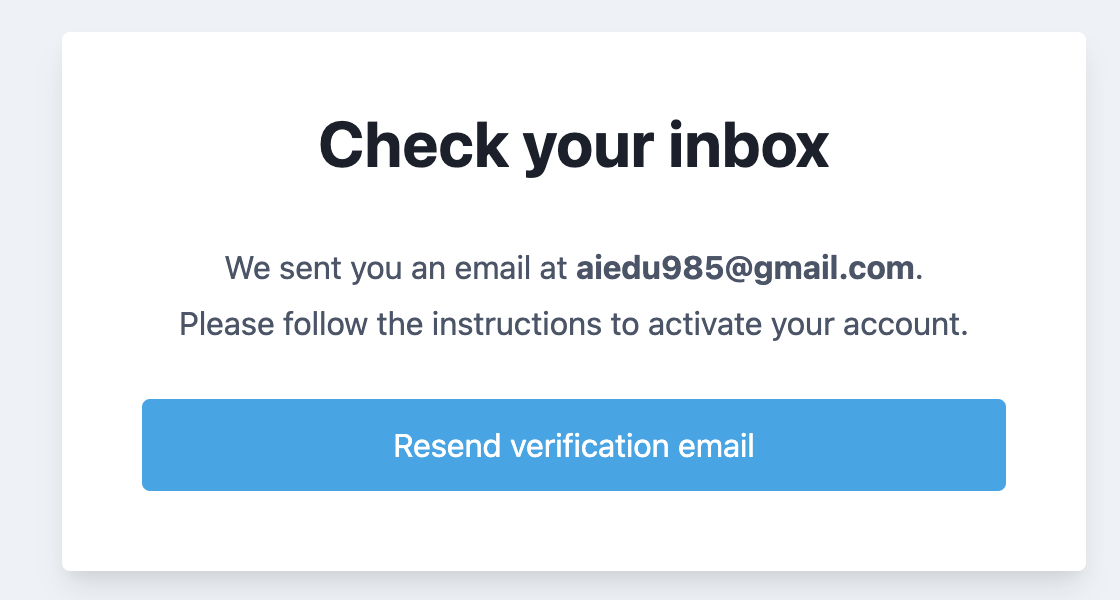 Check your inbox
We sent you an email at aiedu985@gmail.com.
Please follow the instructions to activate your account.
Resend verification email